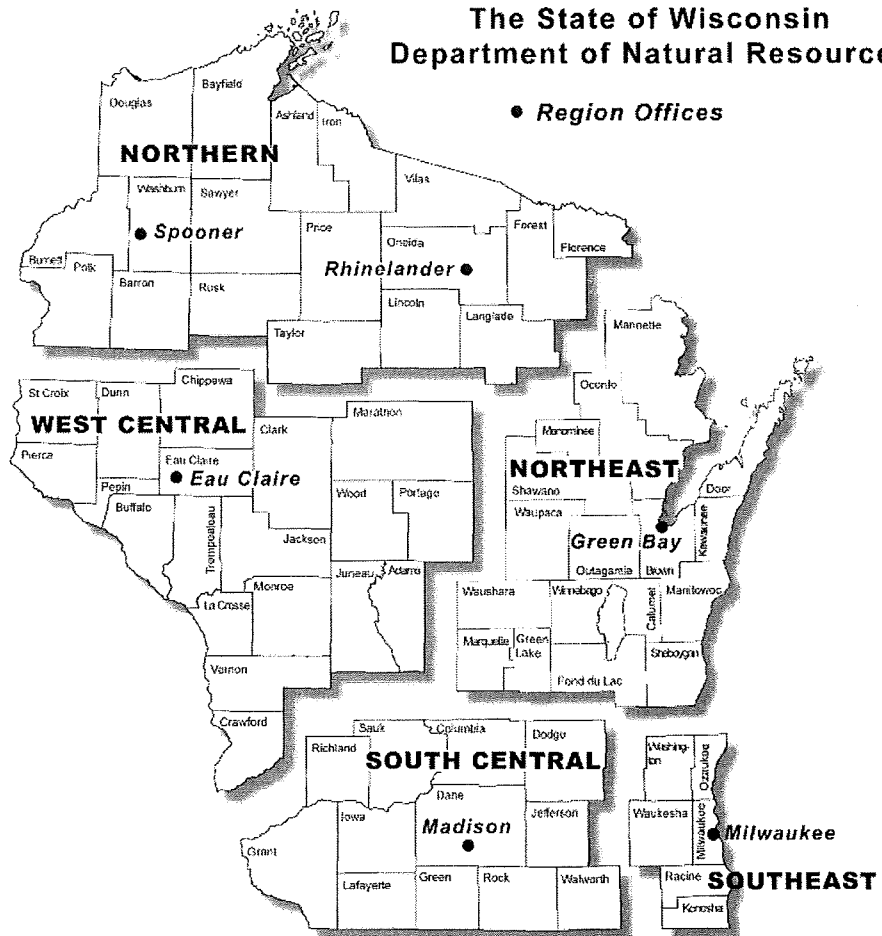 The State of Wisconsin
Department of Natural Resource
Region Offices
Douglas
Bayfield
Ashland
Iron
NORTHERN
Vilas
Washburn
Sawyer
Price
Oneida
Forest
Florence
Spooner
Rhinelander
Burnett
Polk
Barron
Rusk
Lincoln
Langlade
Taylor
Marinette
Oconto
Chippewa
St Croix
Dunn
WEST CENTRAL
Clark
Marathon
Menominee
NORTHEAST
Pierce
Eau Claire
Eau Claire
Pepin
Buffalo
Wood
Portage
Shawano
Waupaca
Door
Trempealeau
Jackson
Green Bay
Kewaunee
Outagamie
Brown
Monroe
Juneau
Adams
Waushara
Winnebago
Calumet
Manitowoc
La Crosse
Marquette
Green
Lake
Sheboygan
Vernon
Fond du Lac
Crawford
Sauk
Columbia
Dodge
Richland
SOUTH CENTRAL
Washing-
ton
Ozaukee
Dane
Iowa
Madison
Jefferson
Waukesha
Milwaukee
Milwaukee
Grant
Lafayette
Green
Rock
Walworth
Racine
SOUTHEAST
Kenosha